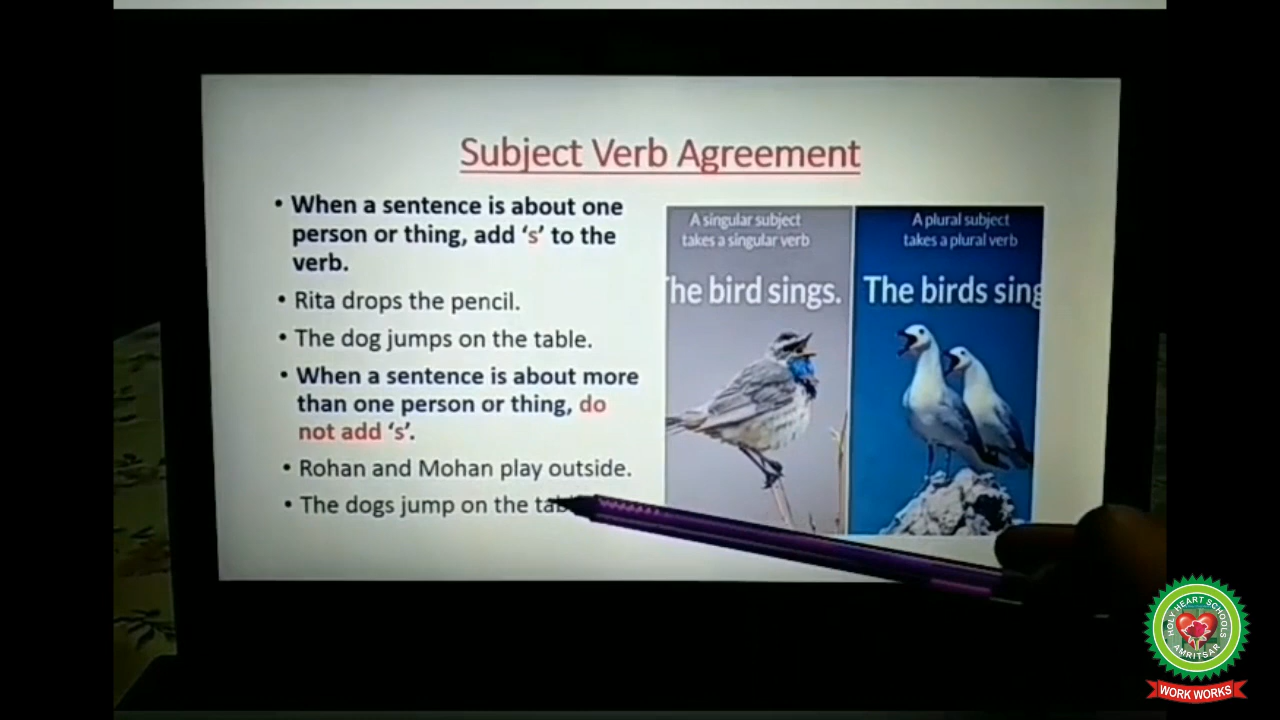 Subject Verb Agreement
• When a sentence is about one
person or thing, add ‘s’ to the
verb.
• Rita drops the pencil.
• The dog jumps on the table.
• When a sentence is about more
than one person or thing, do
not add ‘s’.
• Rohan and Mohan play outside.
• The dogs jump on the tab
A singular subject
takes a singular verb
he bird sings.
A plural subject
takes a plural verb
The birds sing
HOLY HEART SCHOOLS
AMRITSAR
WORK WORKS